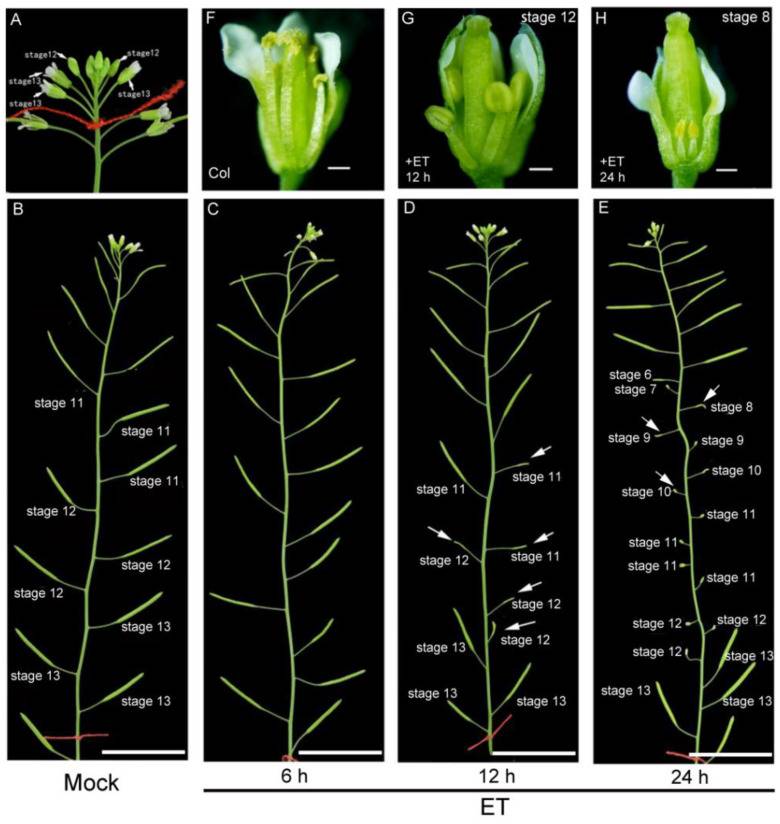 A
stage12
stage12
stage13
stage13
stage13
F
Col
G
stage 12
+ET
12 h
H
stage 8
+ET
24 h
B
stage 11
stage 11
stage 11
stage 12
stage 12
stage 12
stage 13
stage 13
stage 13
C
D
stage 11
stage 11
stage 11
stage 12
stage 12
stage 12
stage 13
stage 13
stage 13
E
stage 6
stage 7
stage 8
stage 9
stage 9
stage 10
stage 10
stage 11
stage 11
stage 11
stage 11
stage 12
stage 12
stage 12
stage 13
stage 13
stage 13
Mock
6 h
12 h
24 h
ET